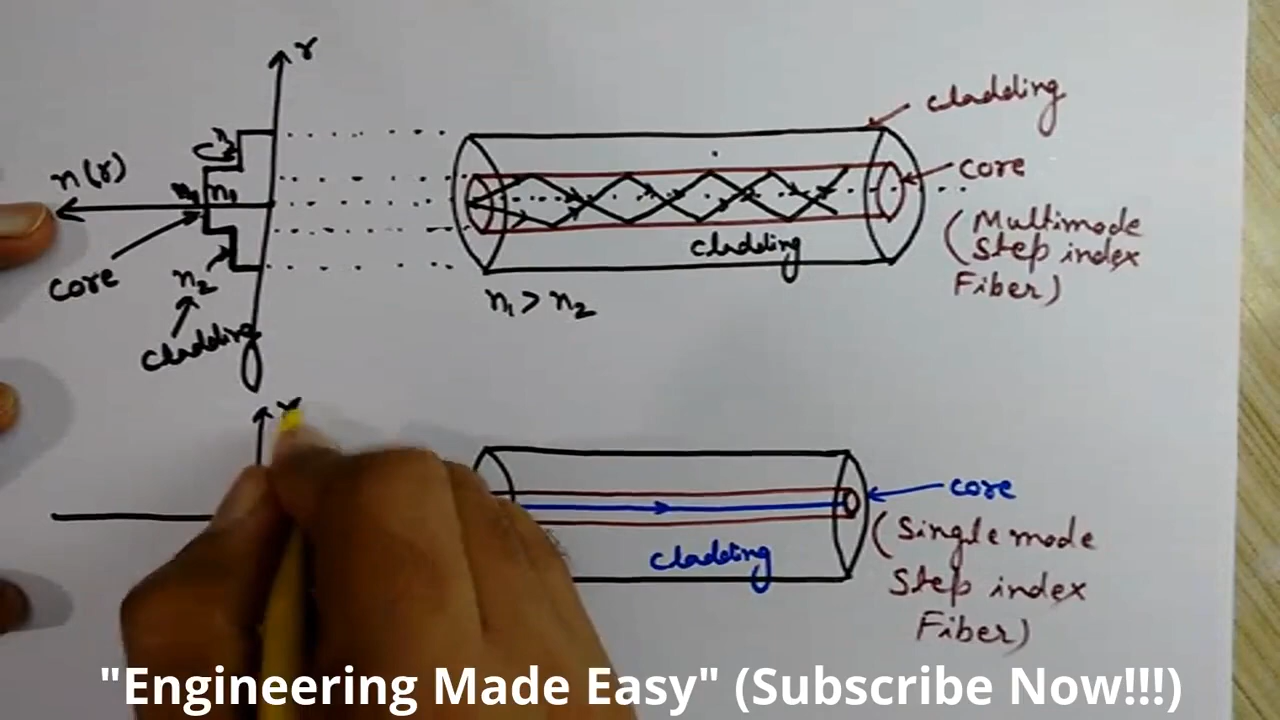 r
cladding
n(r)
n₁ n₁
core
core
n₂
cladding
cladding
(Multimode
Step index
Fiber)
n₁ > n₂
r
core
(Single mode
Step index
Fiber)
cladding
"Engineering Made Easy" (Subscribe Now!!!)